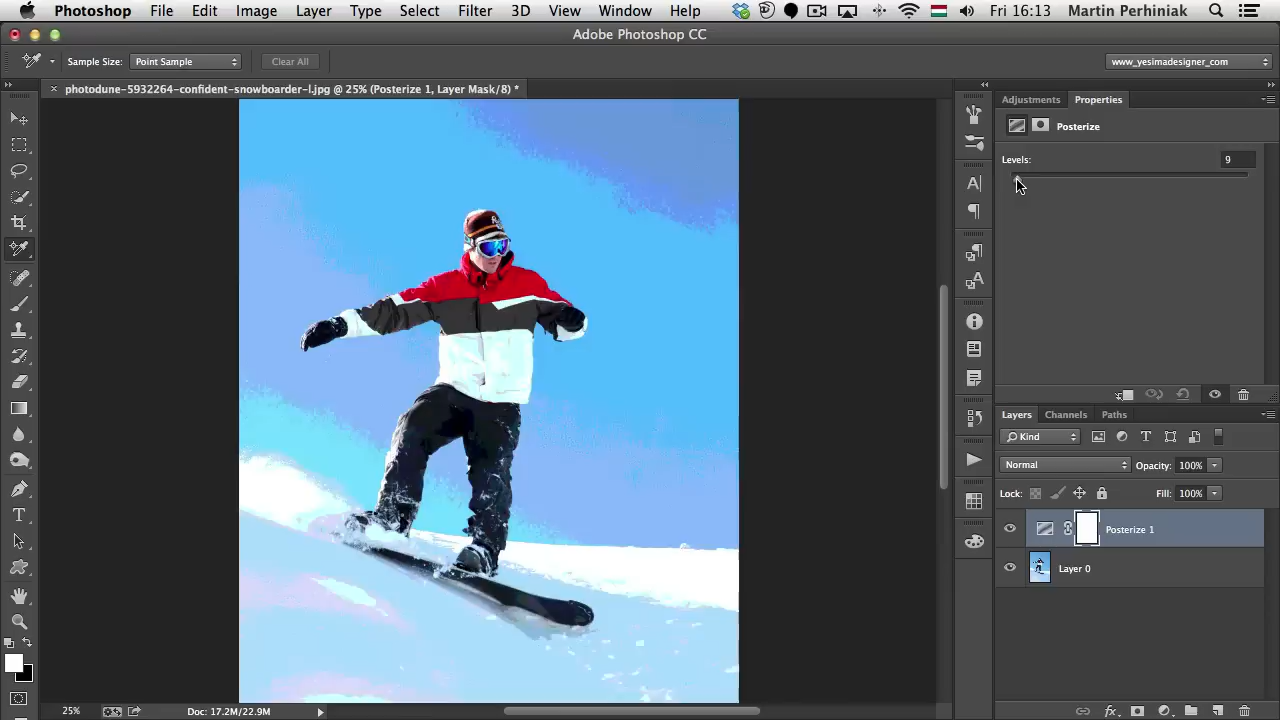 Photoshop File Edit Image Layer Type Select Filter 3D View Window Help Fri 16:13 Martin Perhiniak
Adobe Photoshop CC
Sample Size: Point Sample Clear All www_yesimadesigner_com
photodune-5932264-confident-snowboarder-l.jpg @ 25% (Posterize 1, Layer Mask/8) *
Adjustments Properties
Posterize
Levels: 9
Layers Channels Paths
Kind
Normal Opacity: 100%
Lock: Fill: 100%
Posterize 1
Layer 0
25% Doc: 17.2M/22.9M